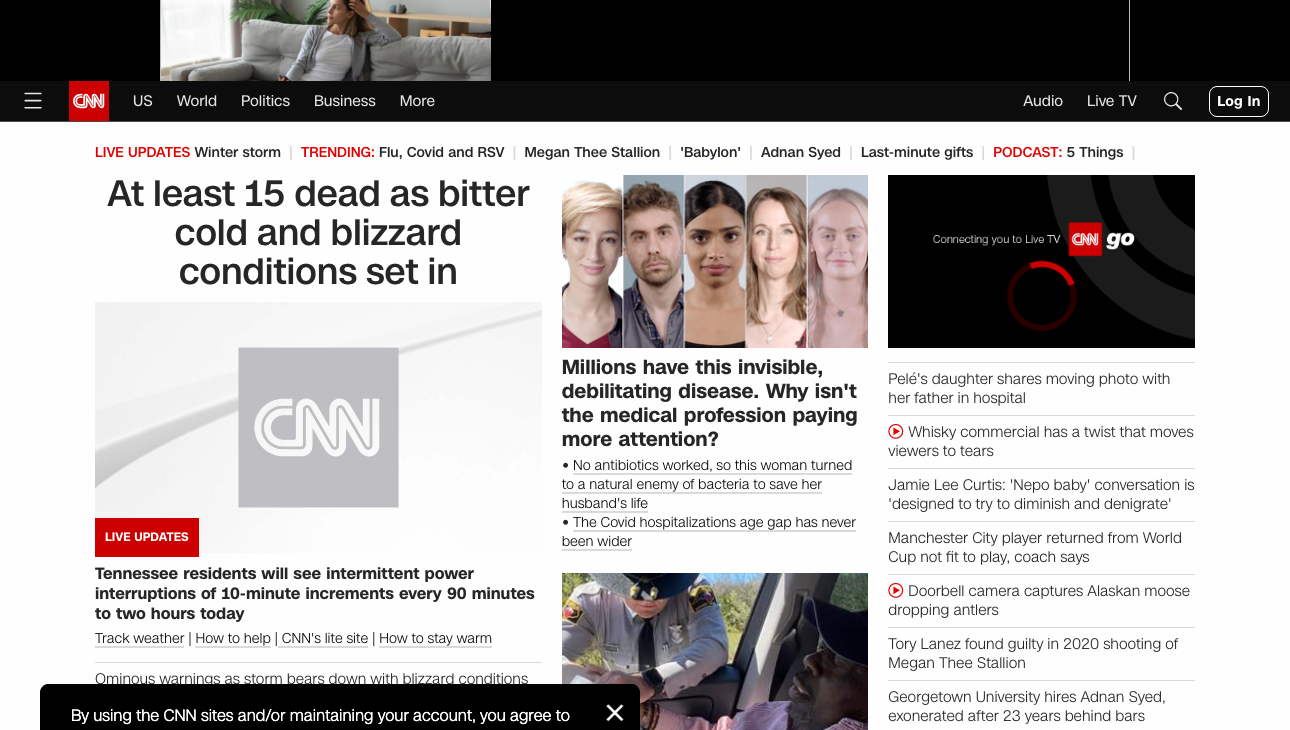 CNN
US
World
Politics
Business
More
Audio
Live TV
Log In
LIVE UPDATES Winter storm | TRENDING: Flu, Covid and RSV | Megan Thee Stallion | 'Babylon' | Adnan Syed | Last-minute gifts | PODCAST: 5 Things |
At least 15 dead as bitter
cold and blizzard
conditions set in
CNN
LIVE UPDATES
Tennessee residents will see intermittent power
interruptions of 10-minute increments every 90 minutes
to two hours today
Track weather | How to help | CNN's lite site | How to stay warm
Ominous warnings as storm bears down with blizzard conditions
Millions have this invisible,
debilitating disease. Why isn't
the medical profession paying
more attention?
• No antibiotics worked, so this woman turned
to a natural enemy of bacteria to save her
husband's life
• The Covid hospitalizations age gap has never
been wider
Connecting you to Live TV CNN go
Pelé's daughter shares moving photo with
her father in hospital
Whisky commercial has a twist that moves
viewers to tears
Jamie Lee Curtis: 'Nepo baby' conversation is
'designed to try to diminish and denigrate'
Manchester City player returned from World
Cup not fit to play, coach says
Doorbell camera captures Alaskan moose
dropping antlers
Tory Lanez found guilty in 2020 shooting of
Megan Thee Stallion
Georgetown University hires Adnan Syed,
exonerated after 23 years behind bars
By using the CNN sites and/or maintaining your account, you agree to